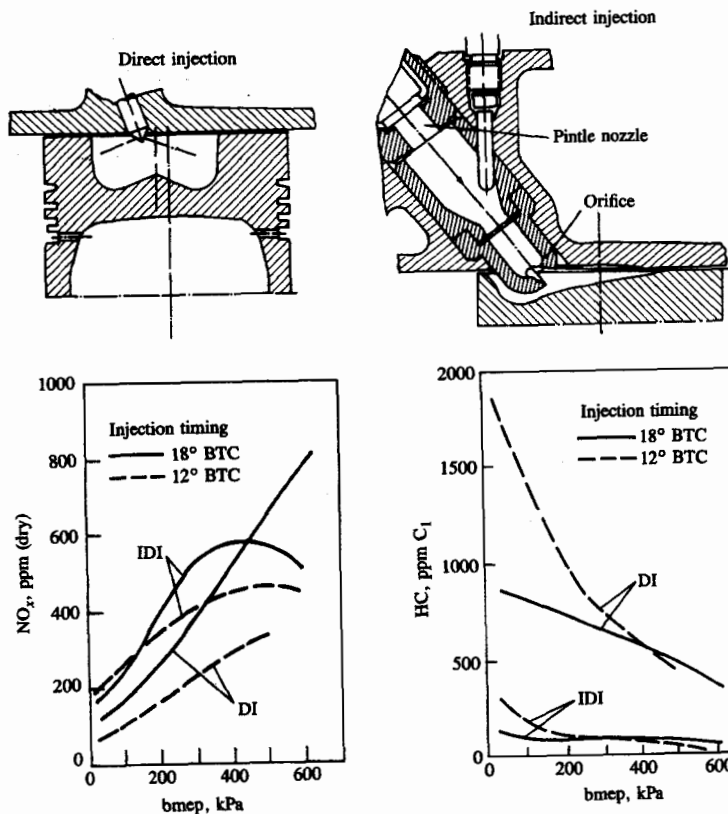 Direct injection
Indirect injection
Pintle nozzle
Orifice
1000
800
600
400
200
0
NOx, ppm (dry)
Injection timing
18° BTC
12° BTC
IDI
DI
0
200
400
600
bmep, kPa
2000
1500
1000
500
0
HC, ppm C1
Injection timing
18° BTC
12° BTC
DI
IDI
0
200
400
600
bmep, kPa